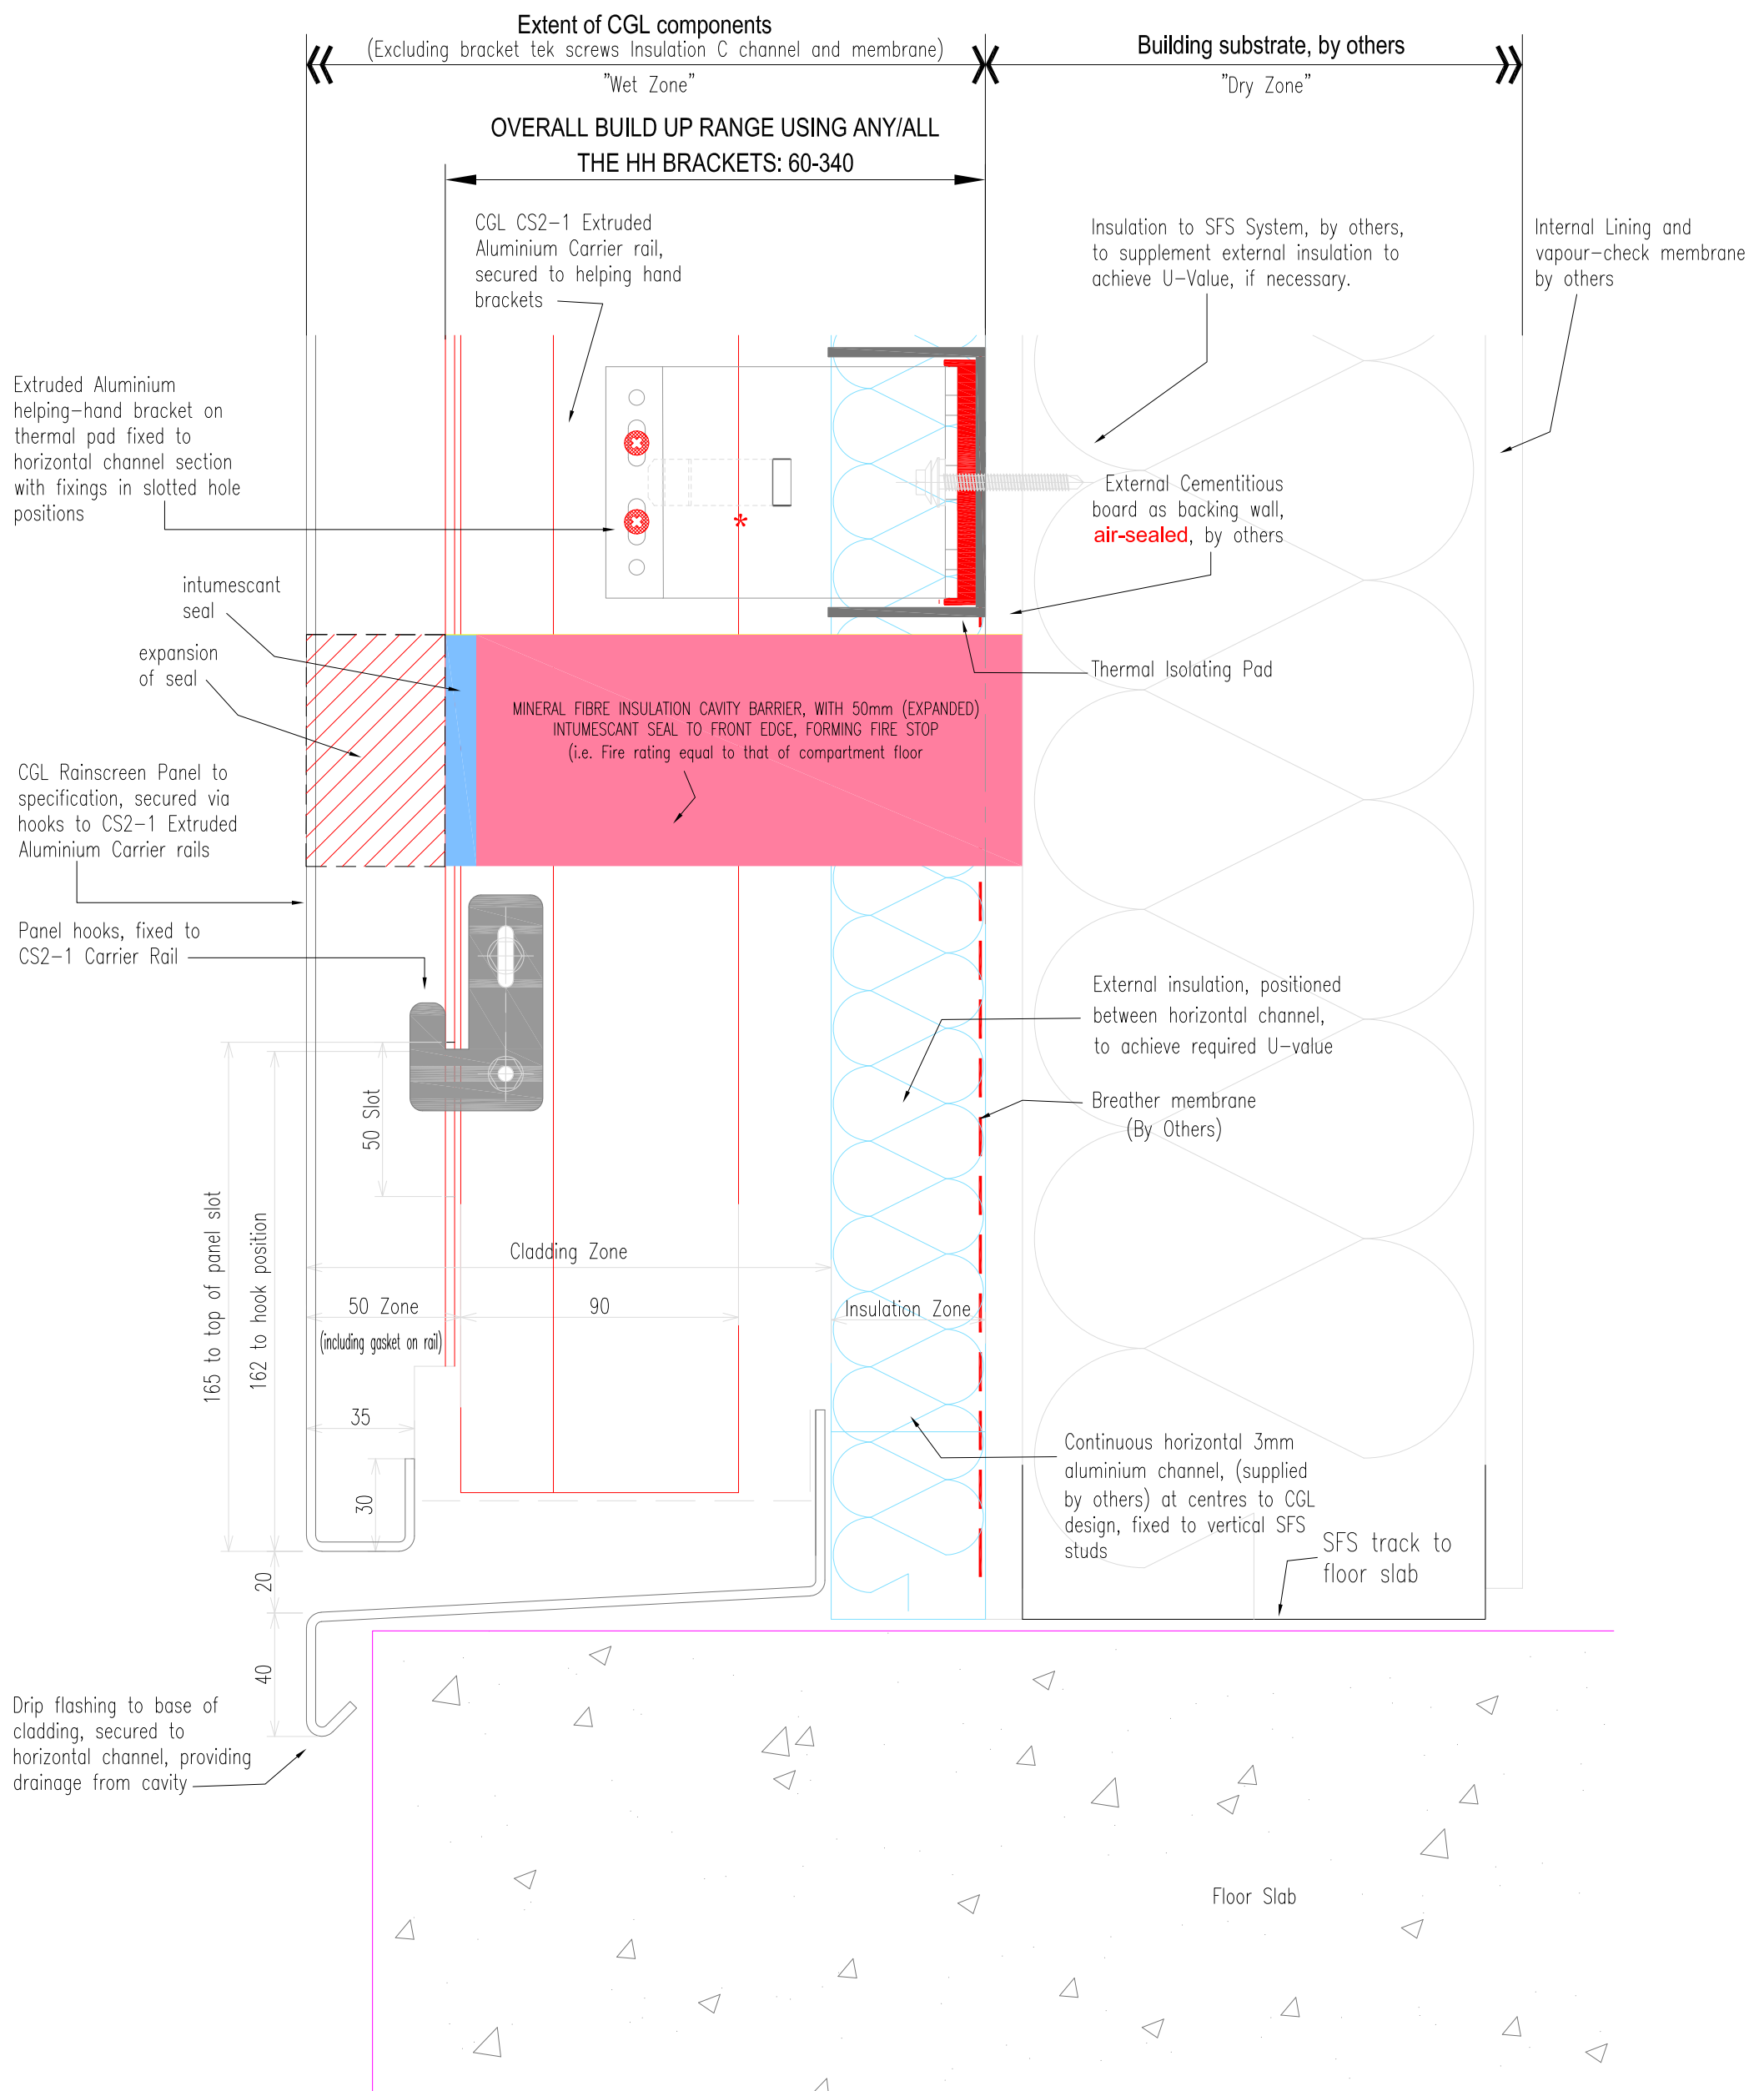 Extent of CGL components
(Excluding bracket tek screws Insulation C channel and membrane)
"Wet Zone"
Building substrate, by others
"Dry Zone"
OVERALL BUILD UP RANGE USING ANY/ALL
THE HH BRACKETS: 60-340
CGL CS2-1 Extruded
Aluminium Carrier rail,
secured to helping hand
brackets
Insulation to SFS System, by others,
to supplement external insulation to
achieve U-Value, if necessary.
Internal Lining and
vapour-check membrane
by others
Extruded Aluminium
helping-hand bracket on
thermal pad fixed to
horizontal channel section
with fixings in slotted hole
positions
*
External Cementitious
board as backing wall,
air-sealed, by others
intumescant
seal
expansion
of seal
Thermal Isolating Pad
MINERAL FIBRE INSULATION CAVITY BARRIER, WITH 50mm (EXPANDED)
INTUMESCANT SEAL TO FRONT EDGE, FORMING FIRE STOP
(i.e. Fire rating equal to that of compartment floor
CGL Rainscreen Panel to
specification, secured via
hooks to CS2-1 Extruded
Aluminium Carrier rails
Panel hooks, fixed to
CS2-1 Carrier Rail
External insulation, positioned
between horizontal channel,
to achieve required U-value
Breather membrane
(By Others)
50 Slot
165 to top of panel slot
162 to hook position
Cladding Zone
50 Zone
(including gasket on rail)
90
Insulation Zone
35
30
Continuous horizontal 3mm
aluminium channel, (supplied
by others) at centres to CGL
design, fixed to vertical SFS
studs
SFS track to
floor slab
20
40
Drip flashing to base of
cladding, secured to
horizontal channel, providing
drainage from cavity
Floor Slab